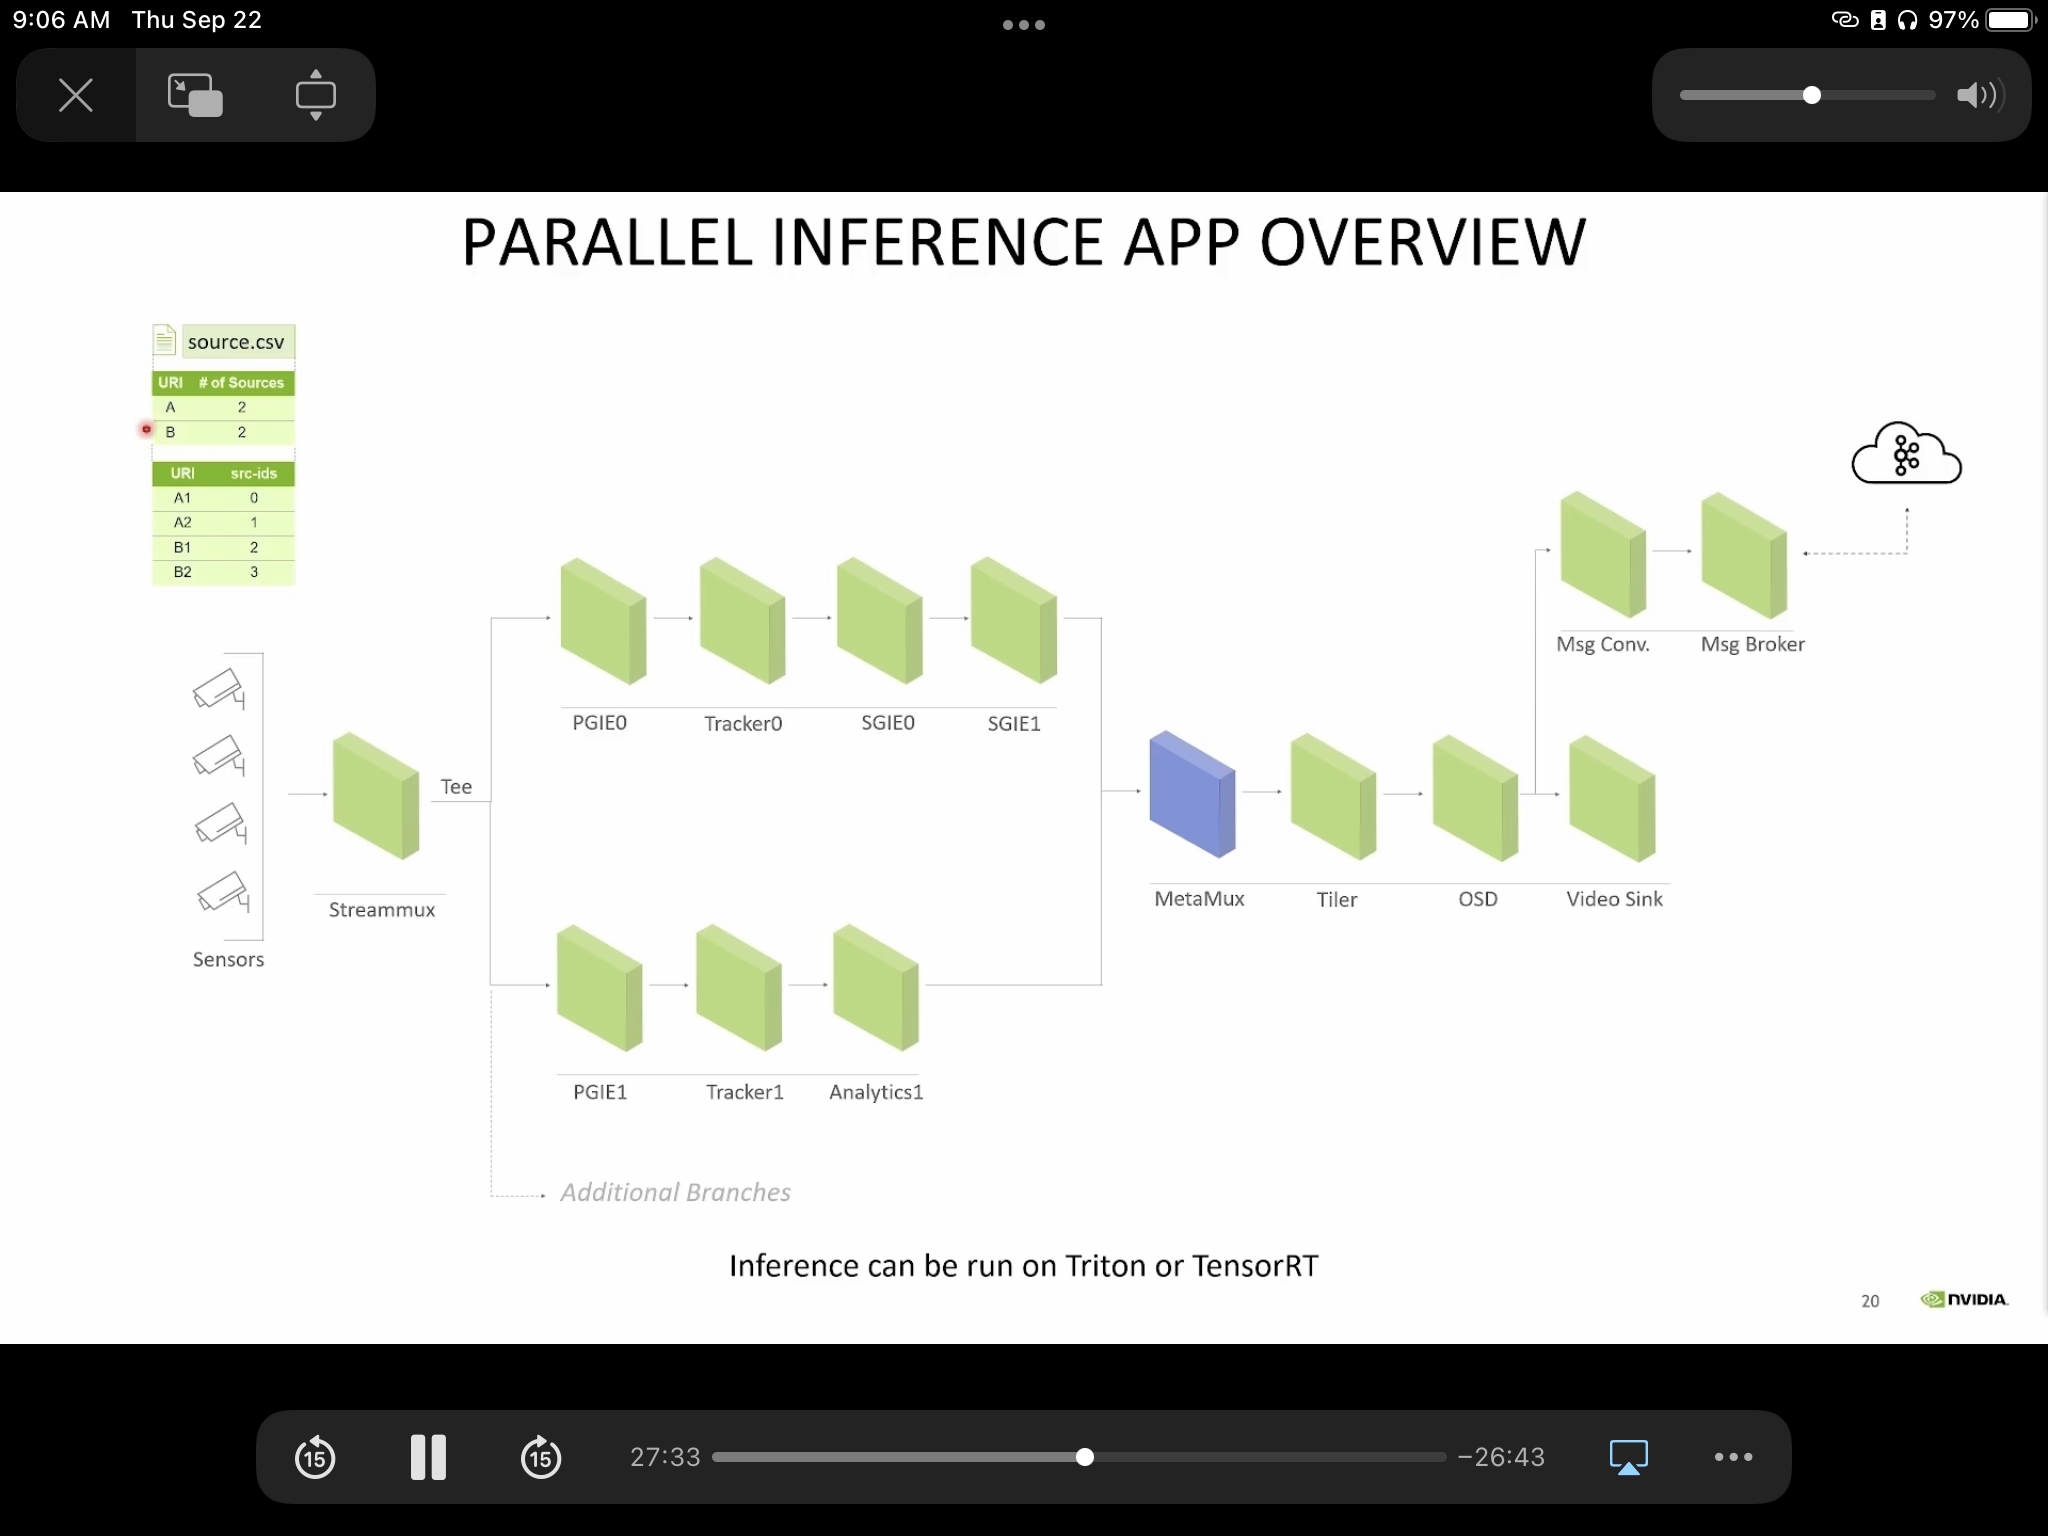 9:06 AM Thu Sep 22
97%
PARALLEL INFERENCE APP OVERVIEW
source.csv
URI # of Sources
A 2
B 2
URI src-ids
A1 0
A2 1
B1 2
B2 3
Msg Conv. Msg Broker
PGIE0 Tracker0 SGIE0 SGIE1
Tee
Streammux
MetaMux Tiler OSD Video Sink
Sensors
PGIE1 Tracker1 Analytics1
Additional Branches
Inference can be run on Triton or TensorRT
20 NVIDIA.
15 15 27:33 -26:43